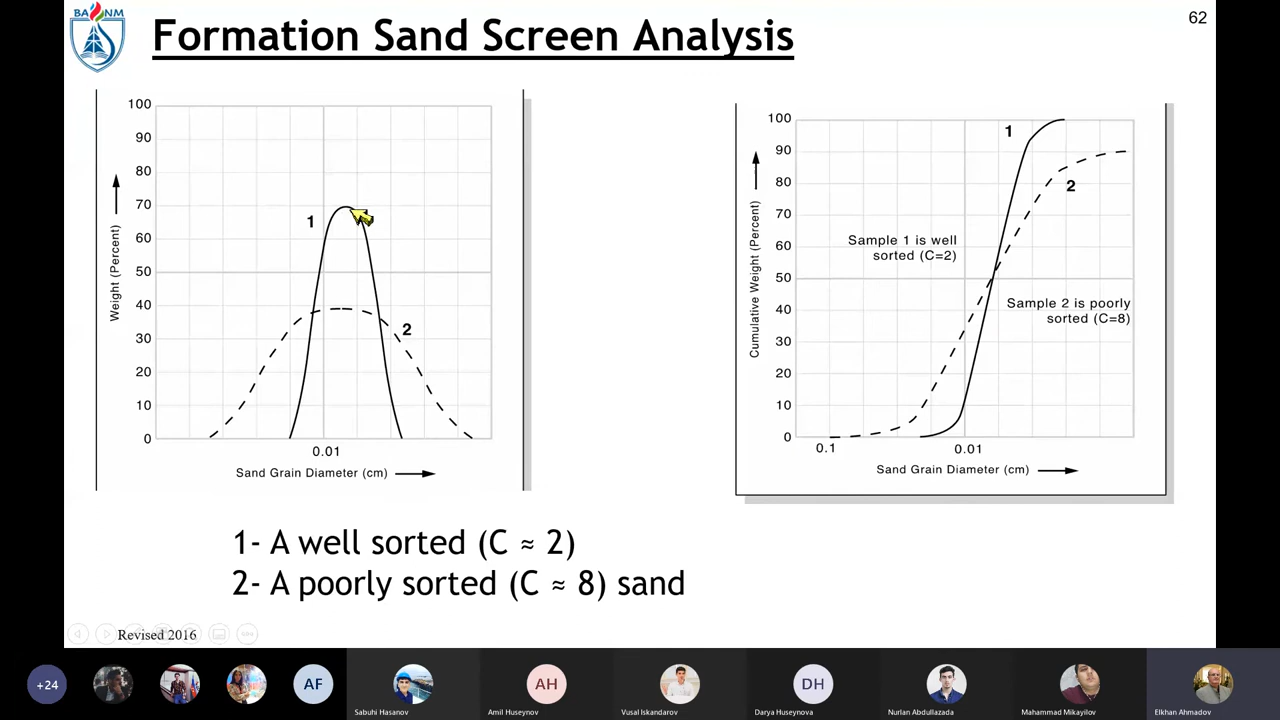 BANM
Formation Sand Screen Analysis
62
100
90
80
70
60
50
40
30
20
10
0
Weight (Percent)
1
2
0.01
Sand Grain Diameter (cm)
100
90
80
70
60
50
40
30
20
10
0
Cumulative Weight (Percent)
1
2
Sample 1 is well
sorted (C=2)
Sample 2 is poorly
sorted (C=8)
0.1
0.01
Sand Grain Diameter (cm)
1- A well sorted (C ≈ 2)
2- A poorly sorted (C ≈ 8) sand
Revised 2016
+24
AF
Sabuhi Hasanov
AH
Amil Huseynov
Vusal Iskandarov
DH
Darya Huseynova
Nurlan Abdullazada
Mahammad Mikayilov
Elkhan Ahmadov